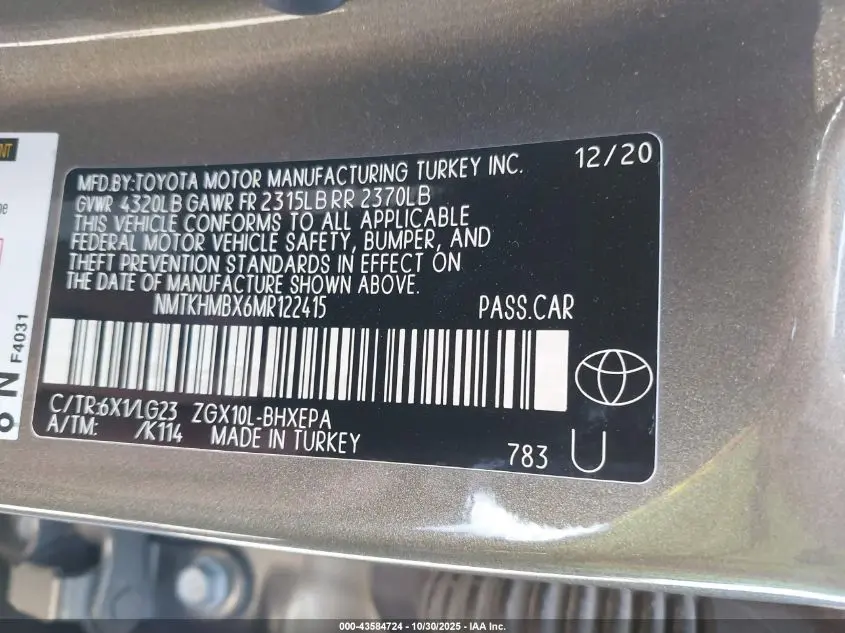 NT
ne
N F4031
MFD.BY:TOYOTA MOTOR MANUFACTURING TURKEY INC. 12/20
GVWR 4320LB GAWR FR 2315LB RR 2370LB
THIS VEHICLE CONFORMS TO ALL APPLICABLE
FEDERAL MOTOR VEHICLE SAFETY, BUMPER, AND
THEFT PREVENTION STANDARDS IN EFFECT ON
THE DATE OF MANUFACTURE SHOWN ABOVE.
NMTKHMBX6MR122415 PASS.CAR
C/TR:6X1/LG23 ZGX10L-BHXEPA
A/TM: /K114 MADE IN TURKEY
783 U
000-43584724 | 10/30/2025 | IAA Inc.